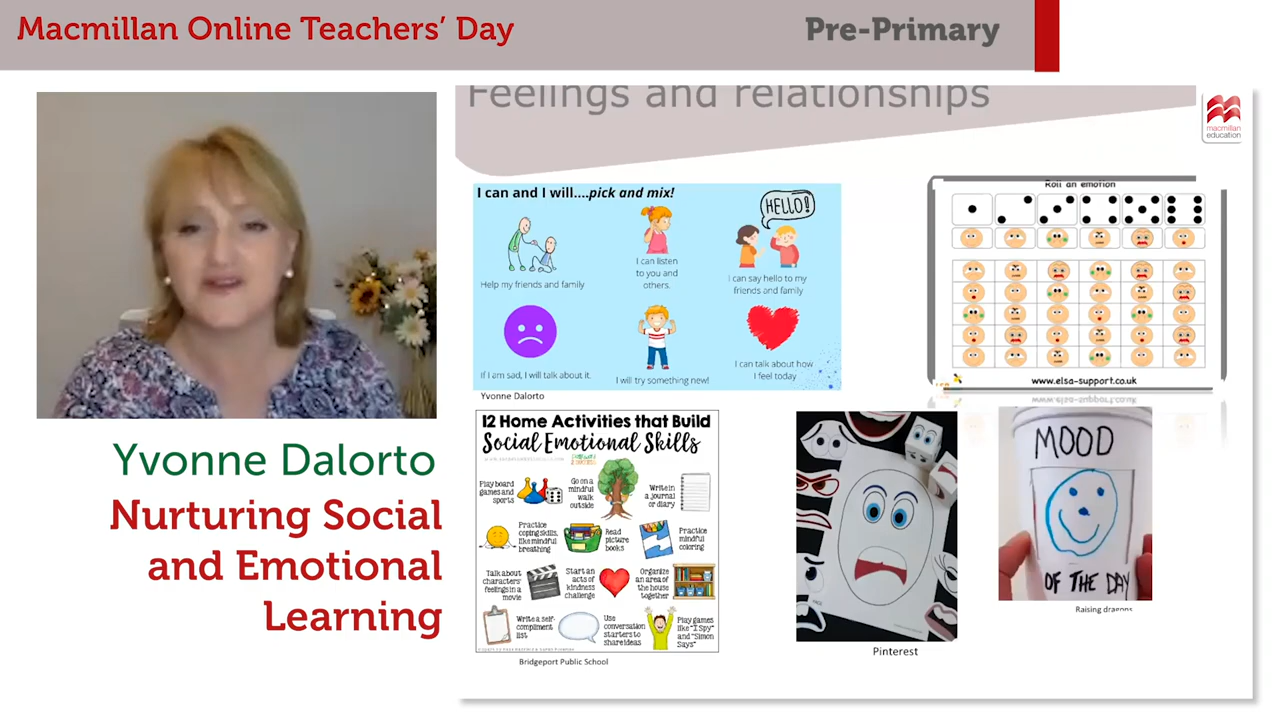 Macmillan Online Teachers' Day
Pre-Primary
Feelings and relationships
macmillan
education
I can and I will....pick and mix!
HELLO!
Help my friends and family
I can listen
to you and
others.
I can say hello to my
friends and family
If I am sad, I will talk about it.
I will try something new!
I can talk about how
I feel today
Yvonne Dalorto
Roll an emotion
www.elsa-support.co.uk
12 Home Activities that Build
Social Emotional Skills
Play board
games and
sports
Go on a
mindful
walk
outside
Write in
a journal
or diary
Practice
coping skills,
like mindful
breathing
Read
picture
books
Practice
mindful
coloring
Talk about
characters'
feelings in a
movie
Start an
acts of
kindness
challenge
Organize
an area of
the house
together
Write a self-
compliment
list
Use
conversation
starters to
share ideas
Play games
like "I Spy"
and "Simon
Says"
Bridgeport Public School
Pinterest
MOOD
OF THE DAY
Raising dragons
Yvonne Dalorto
Nurturing Social
and Emotional
Learning